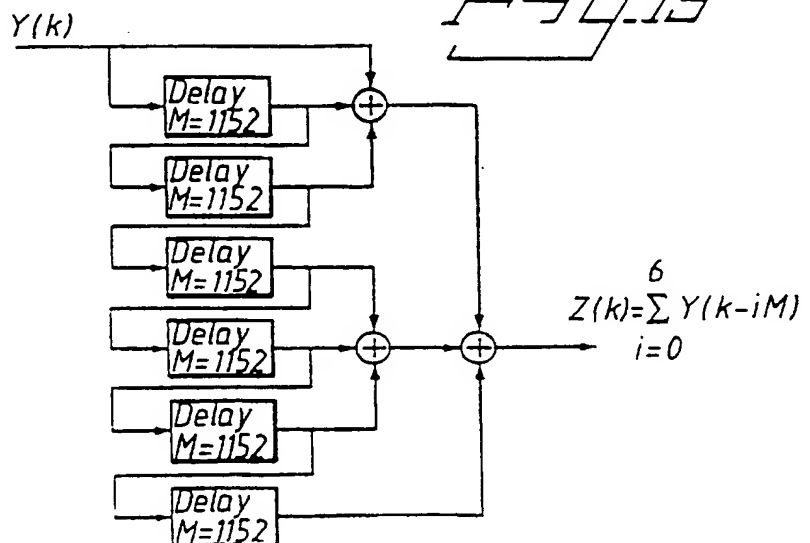 Y(k)
Delay
M=1152
Delay
M=1152
Delay
M=1152
Delay
M=1152
Delay
M=1152
Delay
M=1152
+
+
+
6
Z(k)=∑ Y(k-iM)
i=0